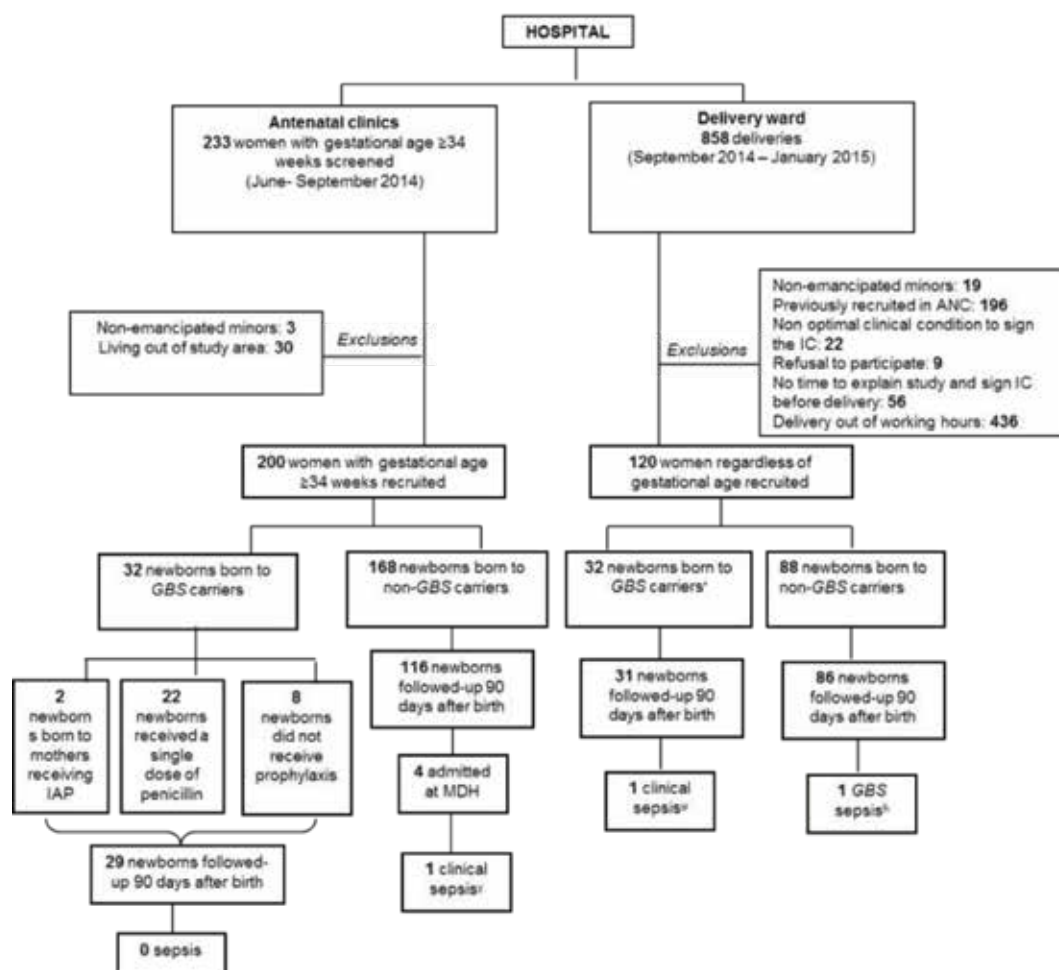 HOSPITAL
Antenatal clinics
233 women with gestational age ≥34
weeks screened
(June- September 2014)
Delivery ward
858 deliveries
(September 2014 – January 2015)
Non-emancipated minors: 3
Living out of study area: 30
Exclusions
Exclusions
Non-emancipated minors: 19
Previously recruited in ANC: 196
Non optimal clinical condition to sign
the IC: 22
Refusal to participate: 9
No time to explain study and sign IC
before delivery: 56
Delivery out of working hours: 436
200 women with gestational age
≥34 weeks recruited
120 women regardless of
gestational age recruited
32 newborns born to
GBS carriers
168 newborns born to
non-GBS carriers
32 newborns born to
GBS carriers
88 newborns born to
non-GBS carriers
2
newborn
s born to
mothers
receiving
IAP
22
newborns
received a
single
dose of
penicillin
8
newborns
did not
receive
prophylaxis
116 newborns
followed-up 90
days after birth
31 newborns
followed-up 90
days after birth
86 newborns
followed-up 90
days after birth
4 admitted
at MDH
1 clinical
sepsis
1 GBS
sepsis
29 newborns followed-
up 90 days after birth
1 clinical
sepsis
0 sepsis